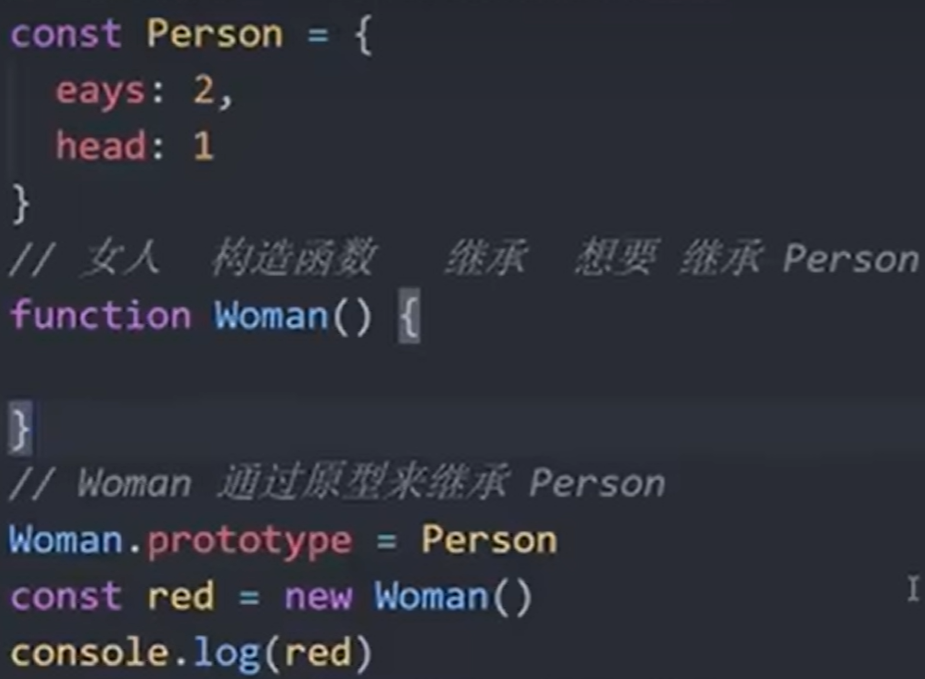 const Person = {
  eays: 2,
  head: 1
}
// 女人  构造函数   继承  想要 继承 Person
function Woman() {

}
// Woman 通过原型来继承 Person
Woman.prototype = Person
const red = new Woman()
console.log(red)